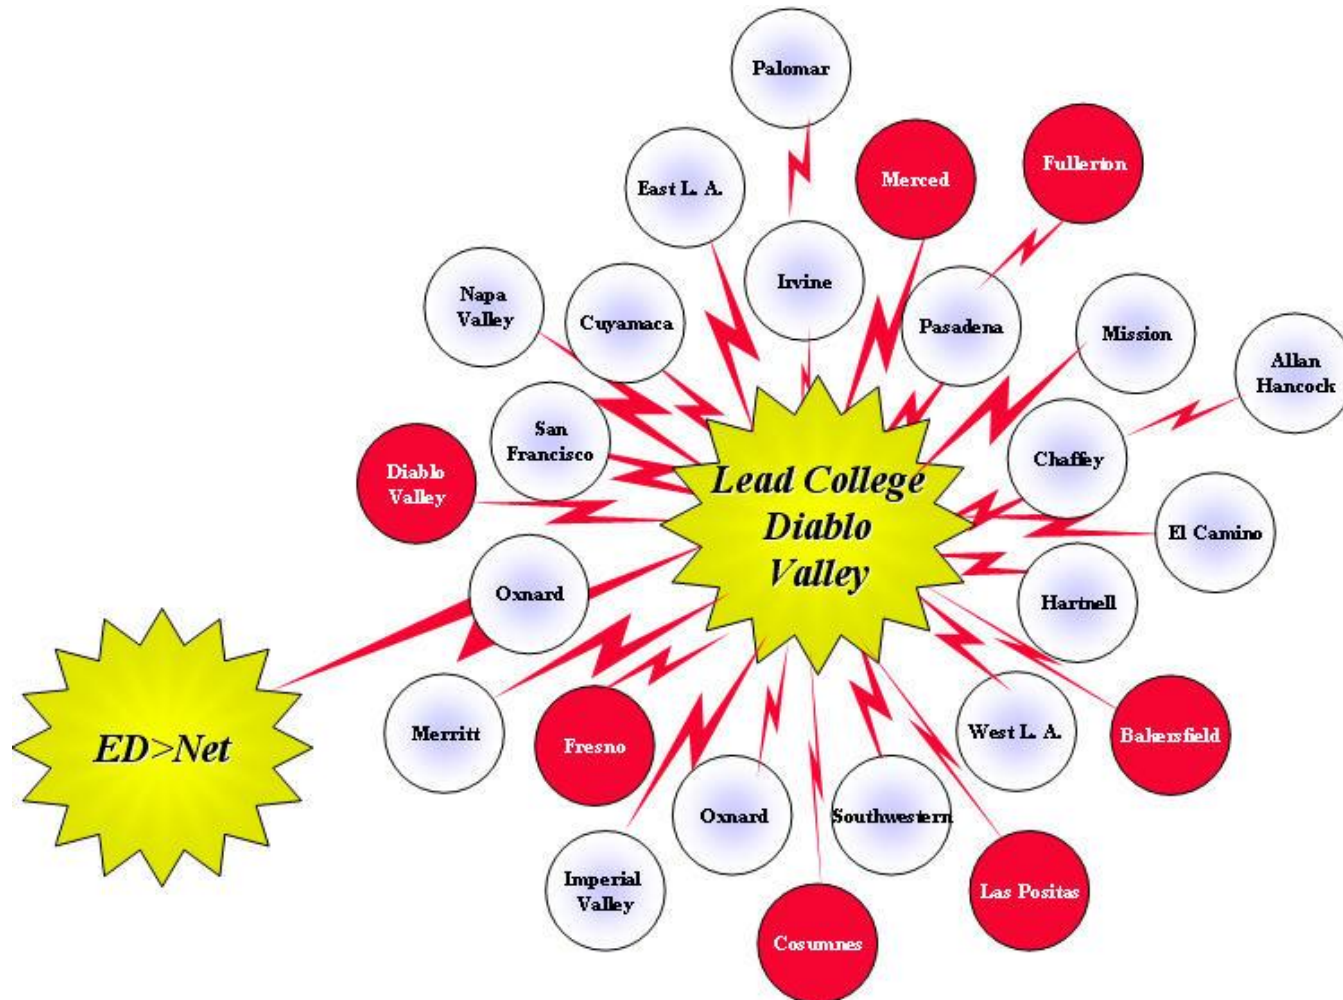 Palomar
Fullerton
Merced
East L. A.
Irvine
Napa
Valley
Cuyamaca
Pasadena
Mission
Allan
Hancock
San
Francisco
Chaffey
Diablo
Valley
Lead College
Diablo
Valley
El Camino
Oxnard
Hartnell
ED>Net
Merritt
Fresno
West L. A.
Bakersfield
Oxnard
Southwestern
Imperial
Valley
Las Positas
Cosumnes